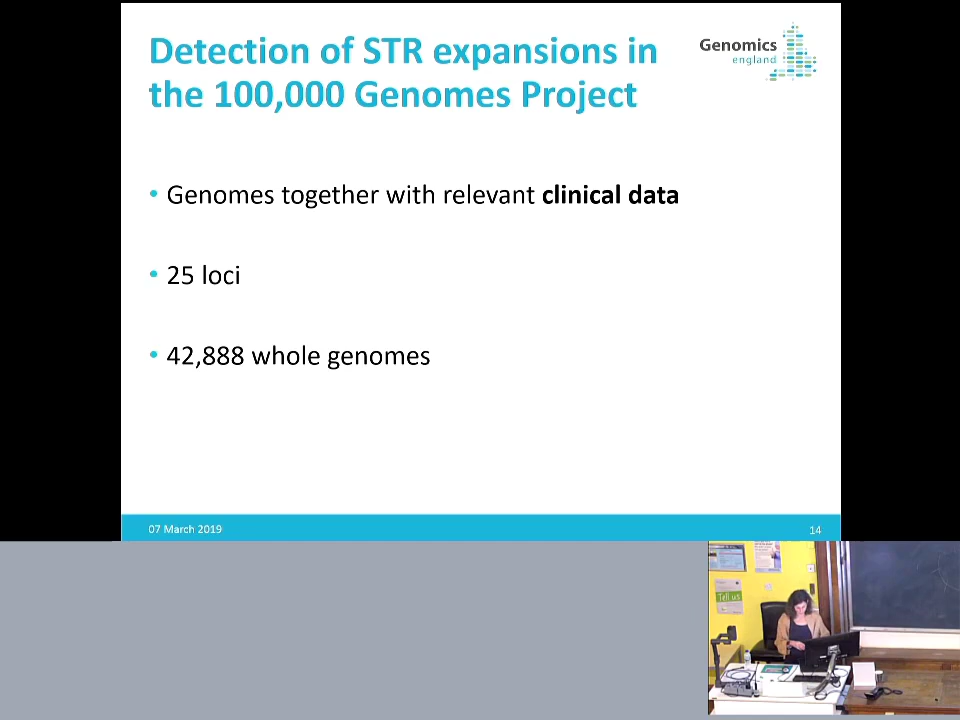 Detection of STR expansions in
the 100,000 Genomes Project
Genomics
england
• Genomes together with relevant clinical data
• 25 loci
• 42,888 whole genomes
07 March 2019
14
Tell us